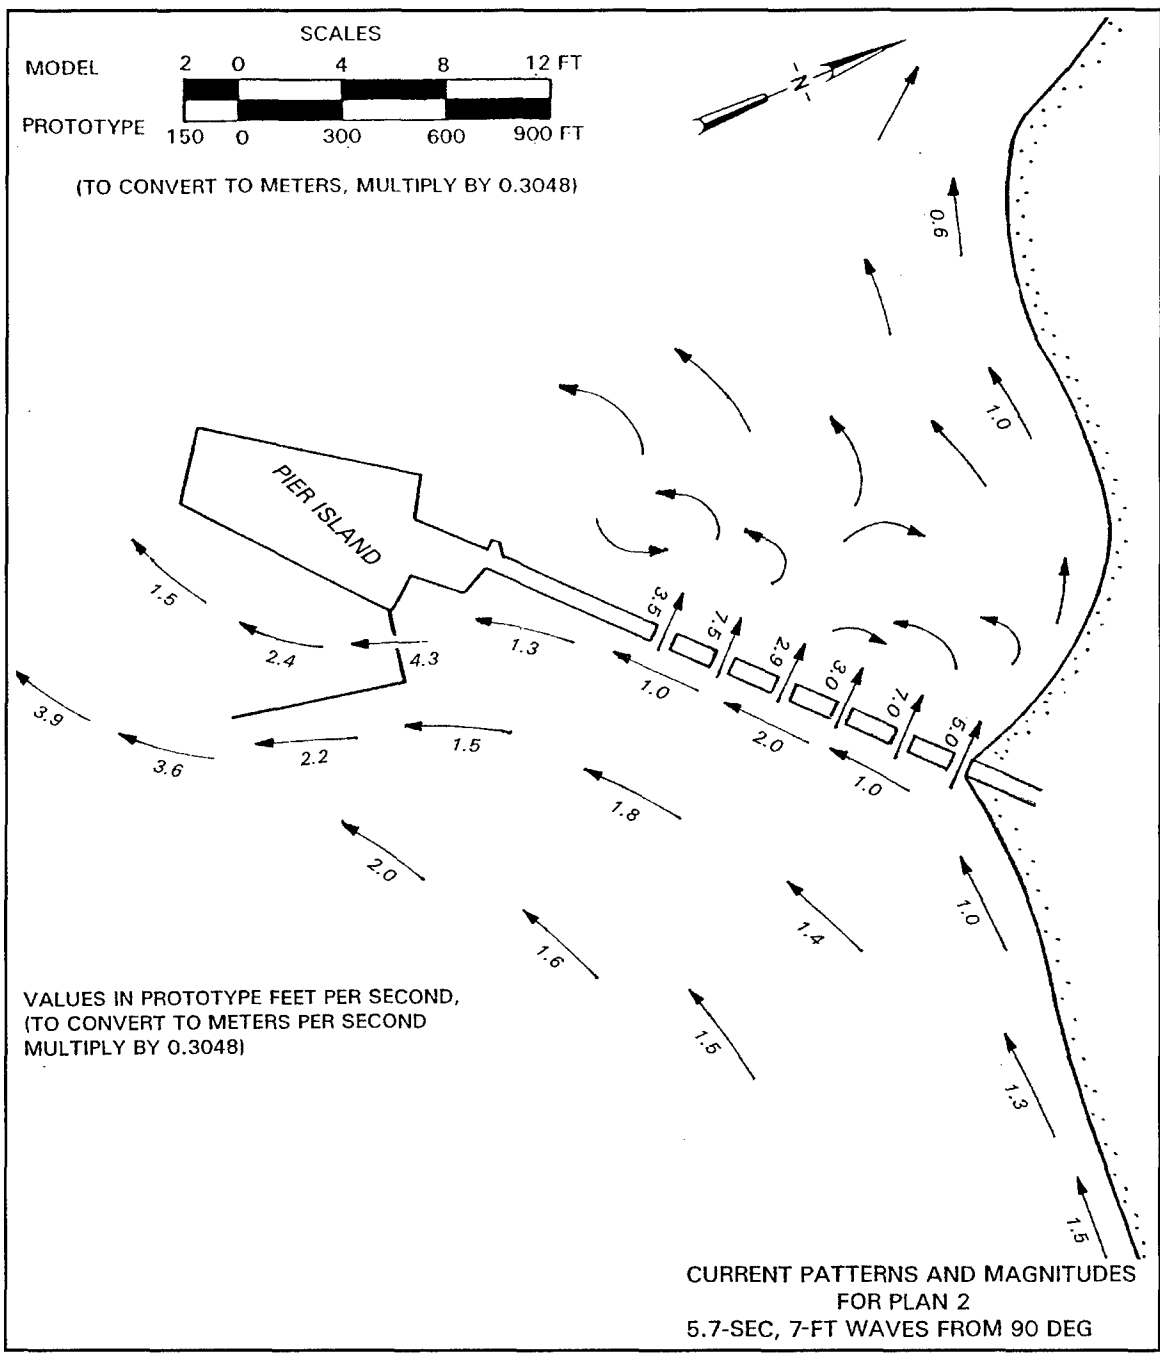 SCALES
MODEL 2 0 4 8 12 FT
PROTOTYPE 150 0 300 600 900 FT
(TO CONVERT TO METERS, MULTIPLY BY 0.3048)
N
0.6
1.0
PIER ISLAND
1.5
2.4
4.3
1.3
3.5
7.5
2.9
3.0
7.0
5.0
1.0
2.0
1.0
3.9
3.6
2.2
1.5
1.8
2.0
1.0
1.4
1.6
1.5
1.3
1.5
VALUES IN PROTOTYPE FEET PER SECOND,
(TO CONVERT TO METERS PER SECOND
MULTIPLY BY 0.3048)
CURRENT PATTERNS AND MAGNITUDES
FOR PLAN 2
5.7-SEC, 7-FT WAVES FROM 90 DEG